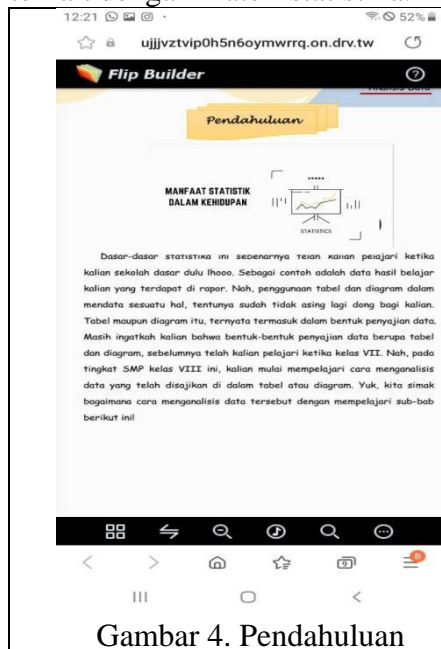 12:21 52%
ujjjvztvip0h5n6oymwrrq.on.drv.tw
Flip Builder
Analisis Data
Pendahuluan
MANFAAT STATISTIK
DALAM KEHIDUPAN
STATISTICS
Dasar-dasar statistika ini sebenarnya telah kalian pelajari ketika
kalian sekolah dasar dulu lhooo. Sebagai contoh adalah data hasil belajar
kalian yang terdapat di rapor. Nah, penggunaan tabel dan diagram dalam
mendata sesuatu hal, tentunya sudah tidak asing lagi dong bagi kalian.
Tabel maupun diagram itu, ternyata termasuk dalam bentuk penyajian data.
Masih ingatkah kalian bahwa bentuk-bentuk penyajian data berupa tabel
dan diagram, sebelumnya telah kalian pelajari ketika kelas VII. Nah, pada
tingkat SMP kelas VIII ini, kalian mulai mempelajari cara menganalisis
data yang telah disajikan di dalam tabel atau diagram. Yuk, kita simak
bagaimana cara menganalisis data tersebut dengan mempelajari sub-bab
berikut ini!
9
Gambar 4. Pendahuluan